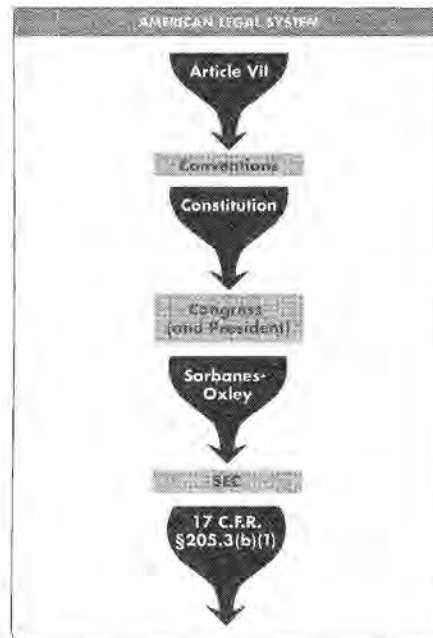 AMERICAN LEGAL SYSTEM
Article VII
Conventions
Constitution
Congress
(and President)
Sarbanes-
Oxley
SEC
17 C.F.R.
§205.3(b)(1)